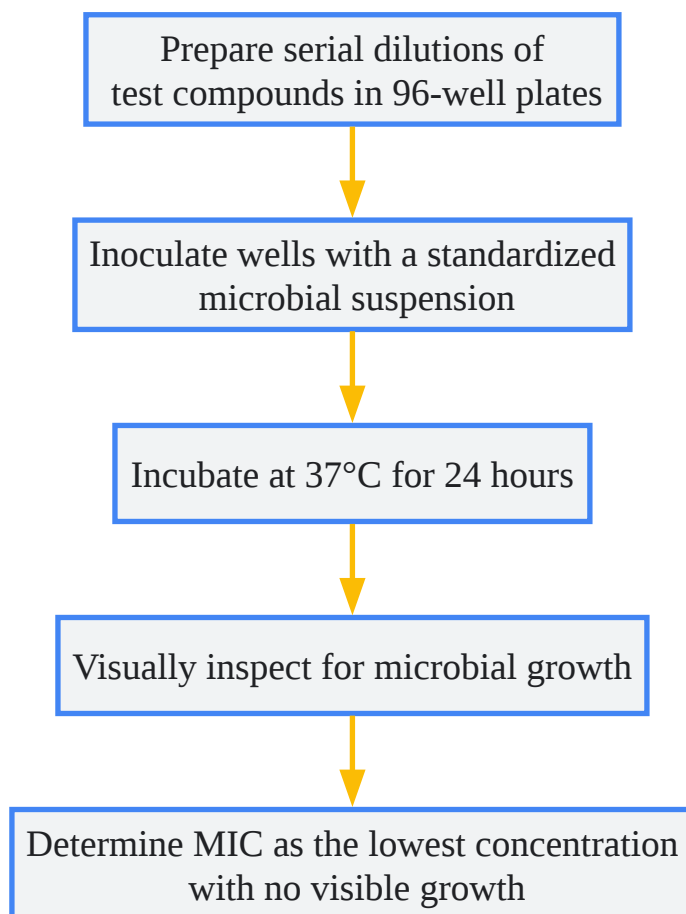 Prepare serial dilutions of
test compounds in 96-well plates
Inoculate wells with a standardized
microbial suspension
Incubate at 37°C for 24 hours
Visually inspect for microbial growth
Determine MIC as the lowest concentration
with no visible growth